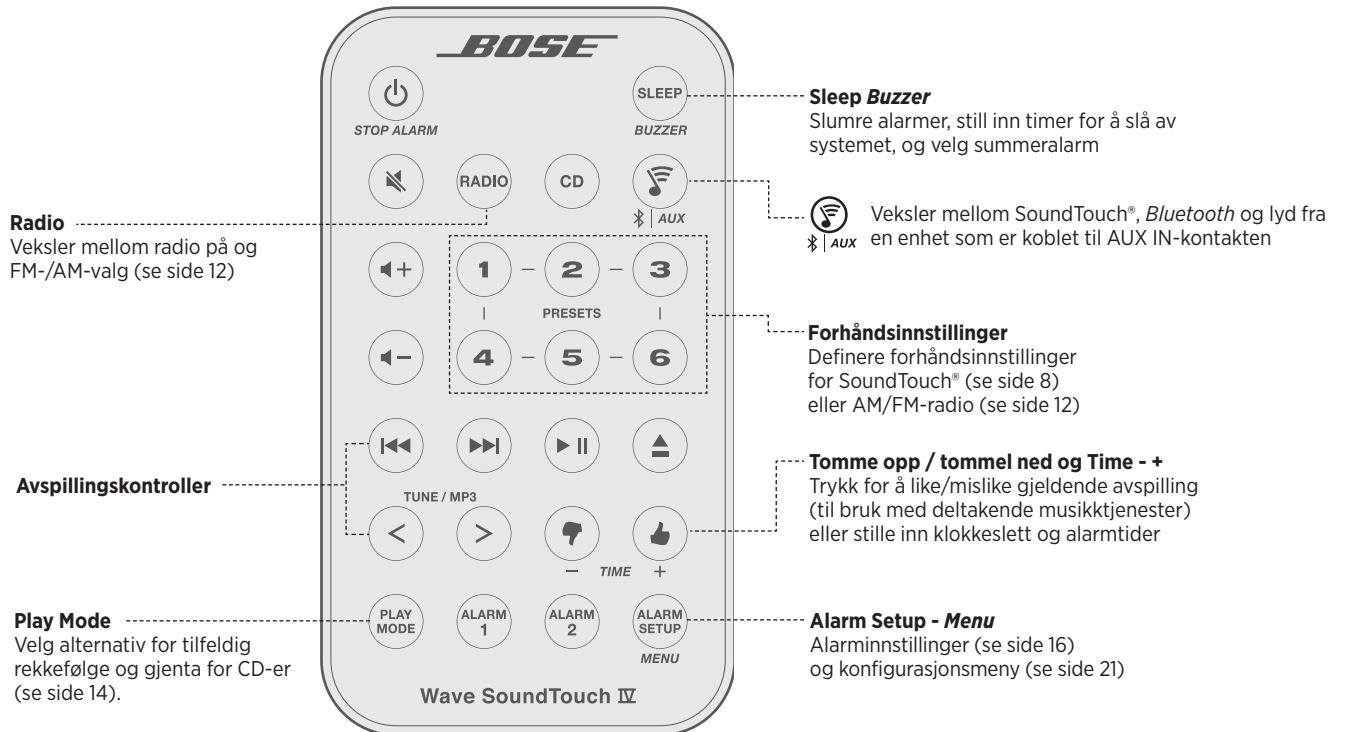 BOSE
SLEEP
STOP ALARM
BUZZER
RADIO
CD
AUX
1 – 2 – 3
PRESETS
4 – 5 – 6
TUNE / MP3
– TIME +
PLAY
MODE
ALARM
1
ALARM
2
ALARM
SETUP
MENU
Wave SoundTouch IV
Radio
Veksler mellom radio på og
FM-/AM-valg (se side 12)
Avspillingskontroller
Play Mode
Velg alternativ for tilfeldig
rekkefølge og gjenta for CD-er
(se side 14).
Sleep Buzzer
Slumre alarmer, still inn timer for å slå av
systemet, og velg summeralarm
AUX
Veksler mellom SoundTouch®, Bluetooth og lyd fra
en enhet som er koblet til AUX IN-kontakten
Forhåndsinnstillinger
Definere forhåndsinnstillinger
for SoundTouch® (se side 8)
eller AM/FM-radio (se side 12)
Tomme opp / tommel ned og Time - +
Trykk for å like/mislike gjeldende avspilling
(til bruk med deltakende musikktjenester)
eller stille inn klokkeslett og alarmtider
Alarm Setup - Menu
Alarminnstillinger (se side 16)
og konfigurasjonsmeny (se side 21)